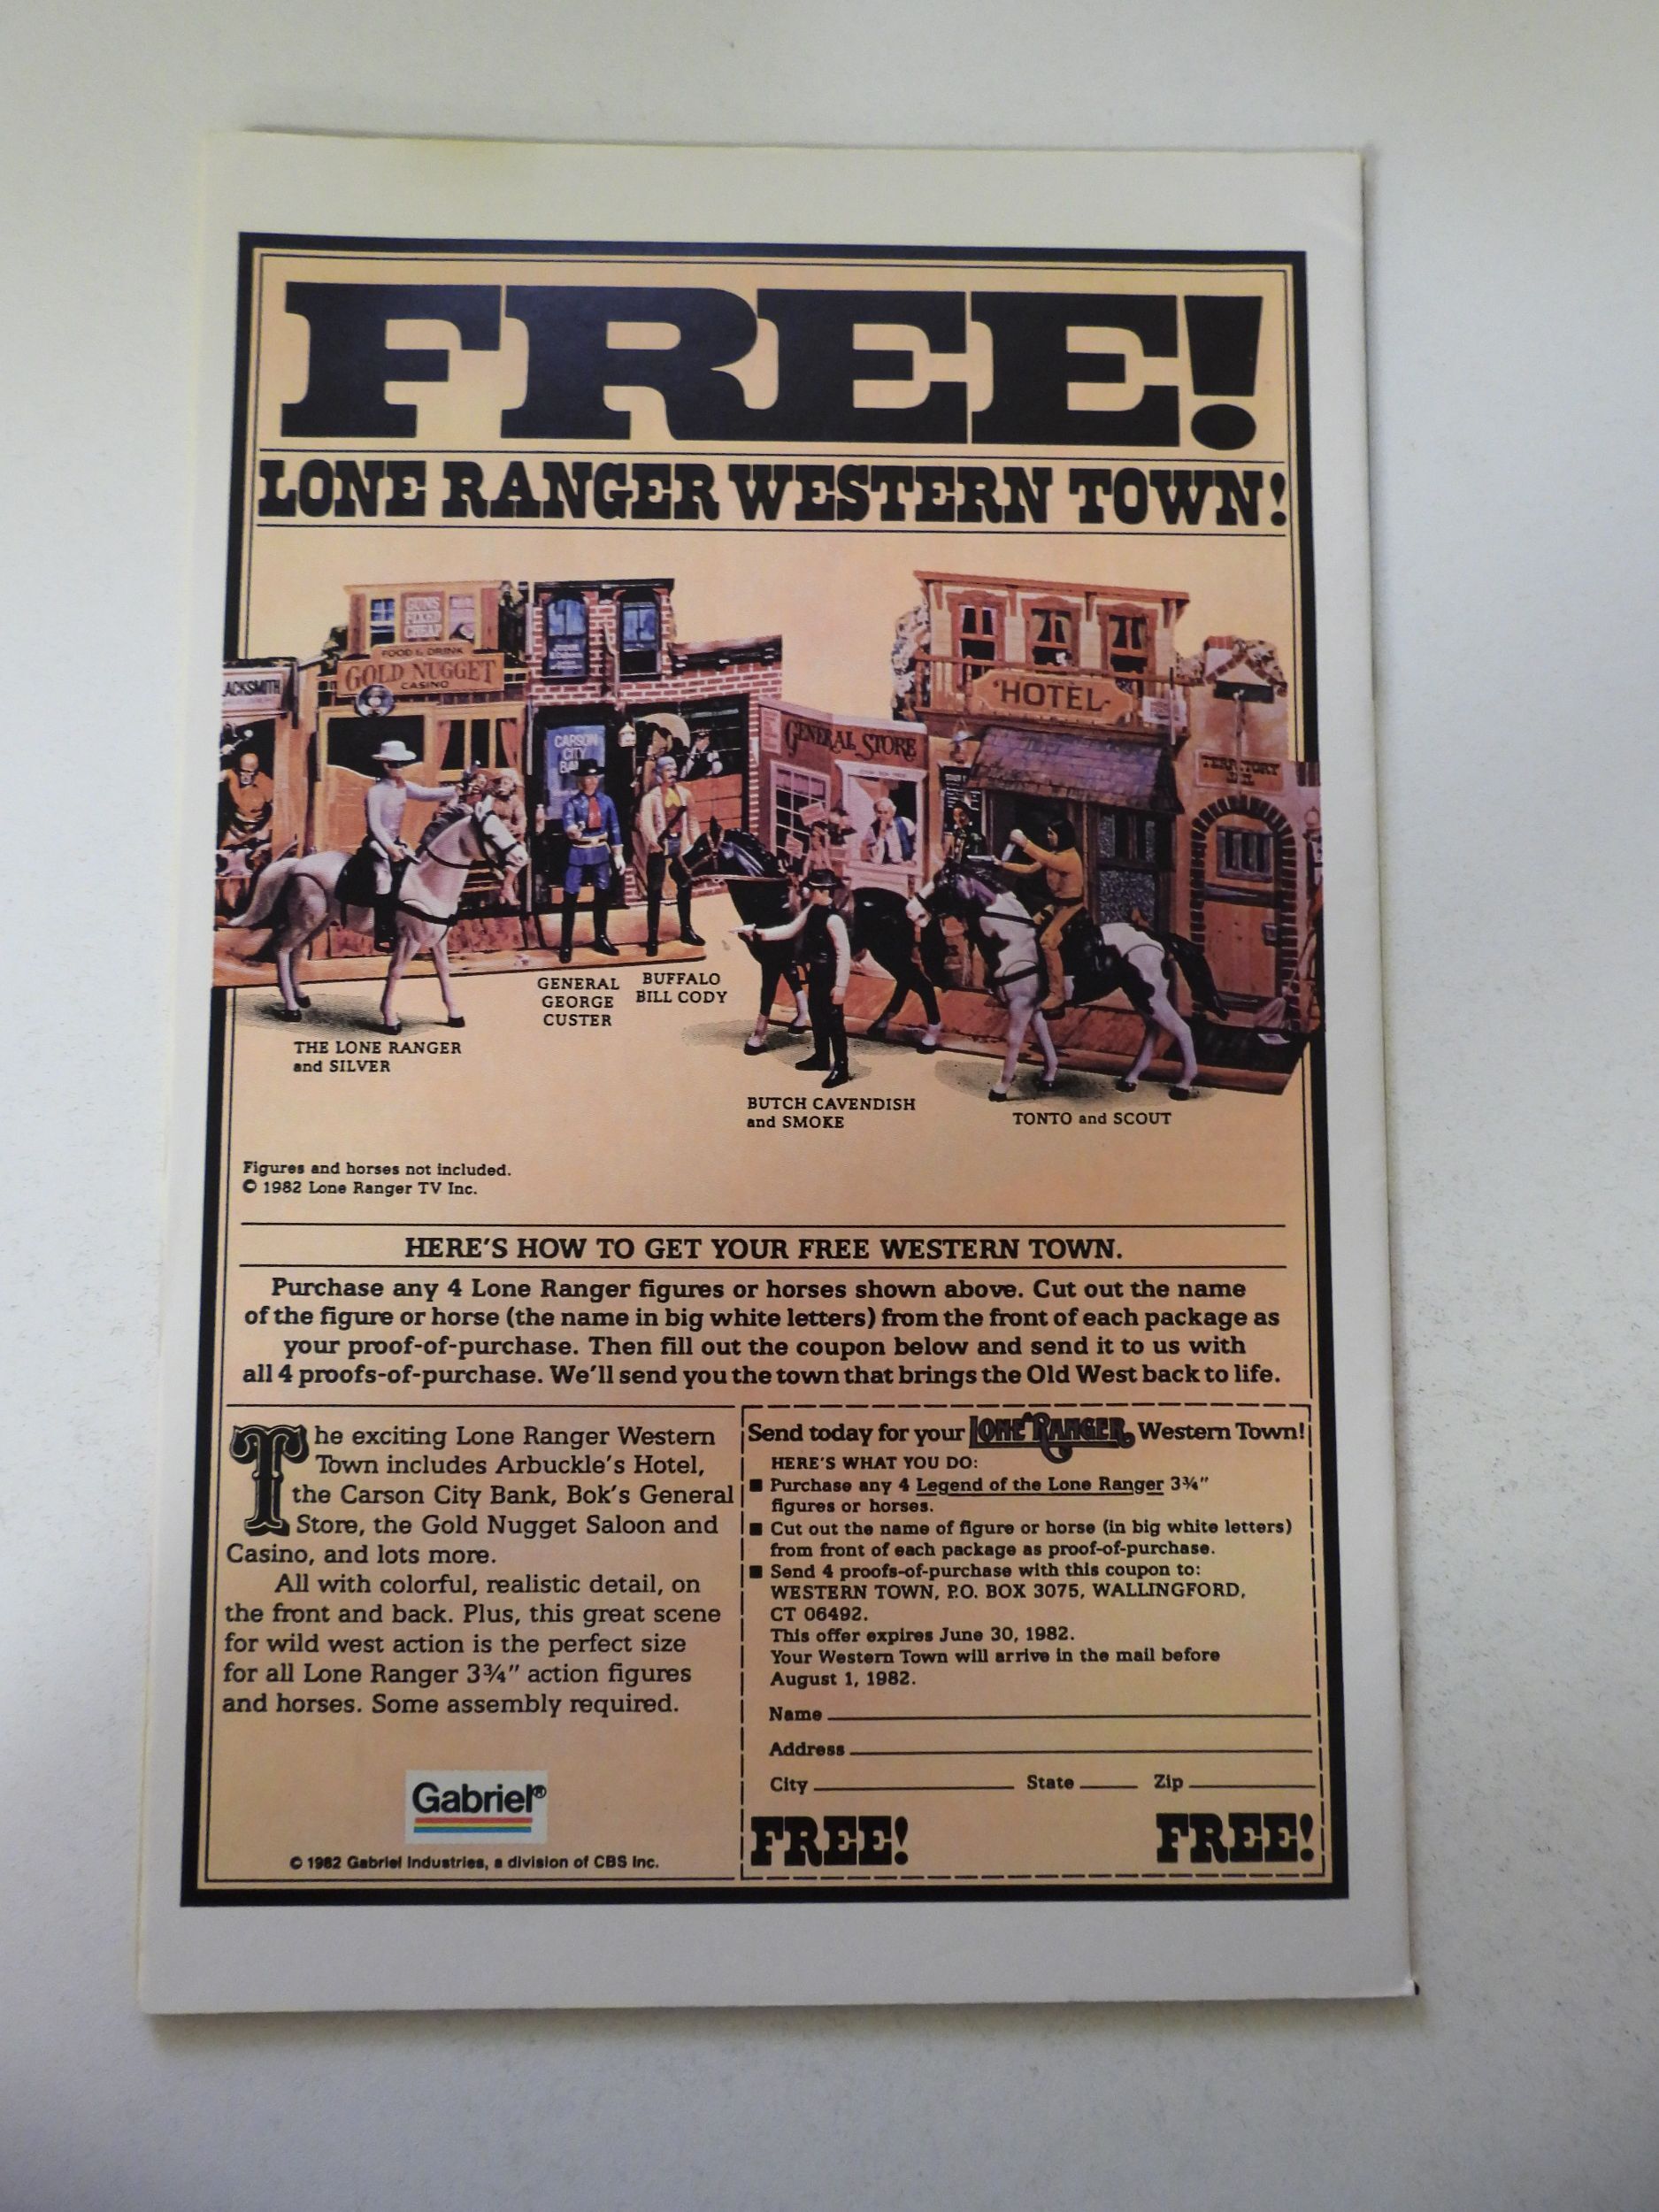 FREE!
LONE RANGER WESTERN TOWN!
GUNS
FIXED
CHEAP
FOOD & DRINK
GOLD NUGGET
CASINO
ACKSMITH
CARSON
CITY
GENERAL STORE
HOTEL
GENERAL
GEORGE
CUSTER
BUFFALO
BILL CODY
THE LONE RANGER
and SILVER
BUTCH CAVENDISH
and SMOKE
TONTO and SCOUT
Figures and horses not included.
© 1982 Lone Ranger TV Inc.
HERE'S HOW TO GET YOUR FREE WESTERN TOWN.
Purchase any 4 Lone Ranger figures or horses shown above. Cut out the name
of the figure or horse (the name in big white letters) from the front of each package as
your proof-of-purchase. Then fill out the coupon below and send it to us with
all 4 proofs-of-purchase. We'll send you the town that brings the Old West back to life.
The exciting Lone Ranger Western
Town includes Arbuckle's Hotel,
the Carson City Bank, Bok's General
Store, the Gold Nugget Saloon and
Casino, and lots more.
All with colorful, realistic detail, on
the front and back. Plus, this great scene
for wild west action is the perfect size
for all Lone Ranger 3¾" action figures
and horses. Some assembly required.
Gabriel®
© 1982 Gabriel Industries, a division of CBS Inc.
Send today for your LONE RANGER Western Town!
HERE'S WHAT YOU DO:
■ Purchase any 4 Legend of the Lone Ranger 3¾"
figures or horses.
■ Cut out the name of figure or horse (in big white letters)
from front of each package as proof-of-purchase.
■ Send 4 proofs-of-purchase with this coupon to:
WESTERN TOWN, P.O. BOX 3075, WALLINGFORD,
CT 06492.
This offer expires June 30, 1982.
Your Western Town will arrive in the mail before
August 1, 1982.
Name
Address
City State Zip
FREE! FREE!